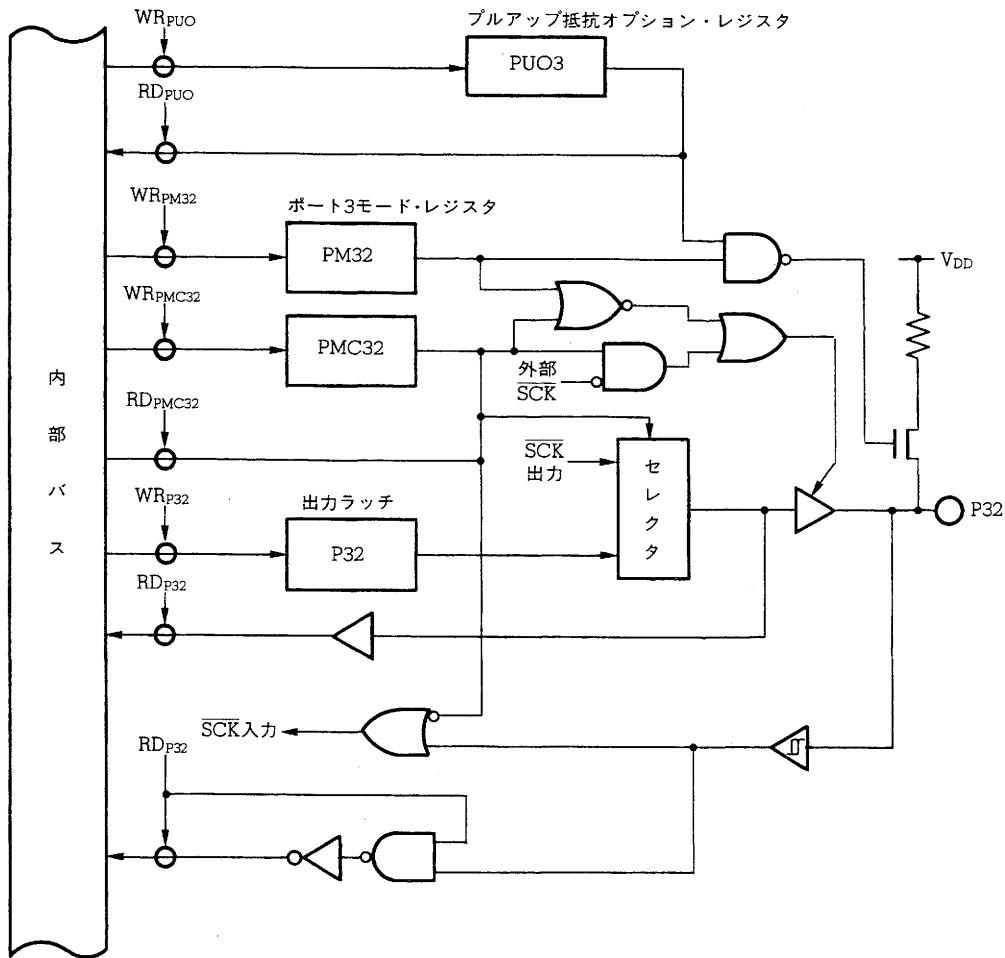 WRPUO
プルアップ抵抗オプション・レジスタ
PUO3
RDPUO
WRPM32
ポート3モード・レジスタ
PM32
VDD
WRPMC32
PMC32
外部
SCK
内部バス
RDPMC32
SCK
出力
セレクタ
WRP32
出力ラッチ
P32
P32
RDP32
SCK入力
RDP32